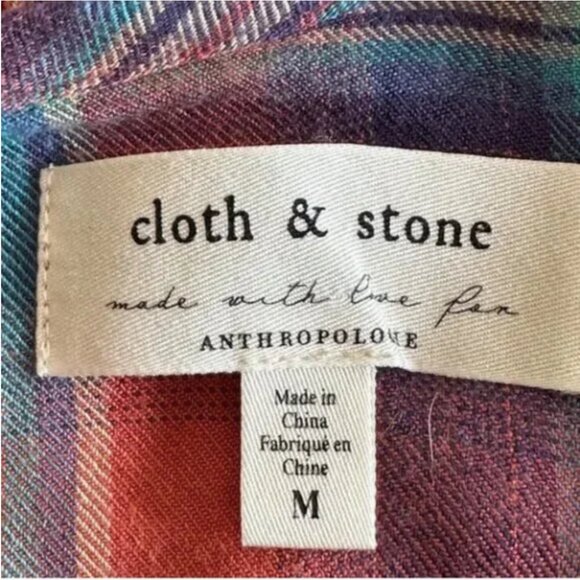 cloth & stone
made with love for
ANTHROPOLOGIE
Made in
China
Fabriqué en
Chine
M